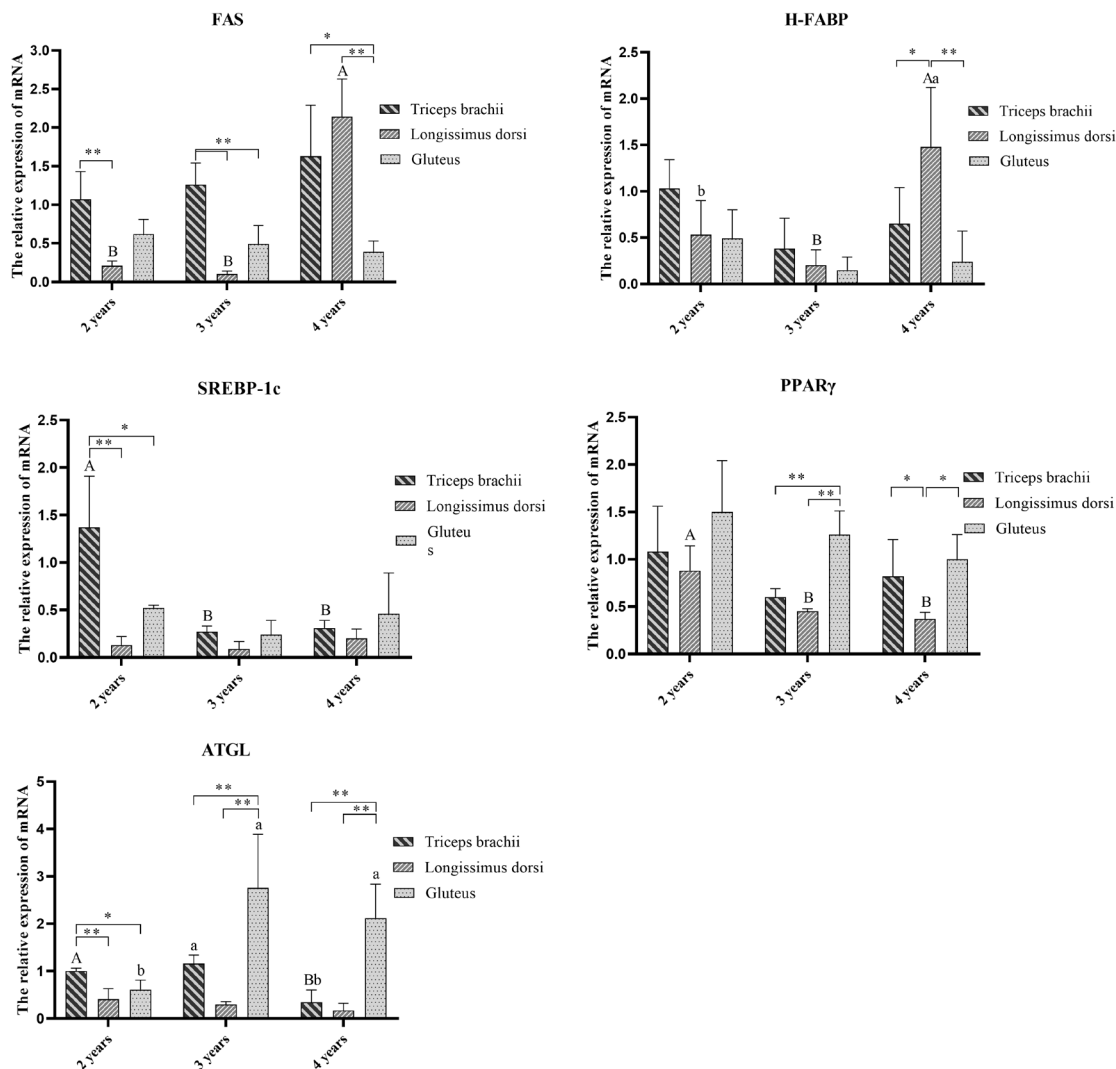 FAS
The relative expression of mRNA
3.0
2.5
2.0
1.5
1.0
0.5
0.0
**
B
**
B
*
**
A
2 years
3 years
4 years
Triceps brachii
Longissimus dorsi
Gluteus
H-FABP
The relative expression of mRNA
2.5
2.0
1.5
1.0
0.5
0.0
b
B
*
**
Aa
2 years
3 years
4 years
Triceps brachii
Longissimus dorsi
Gluteus
SREBP-1c
The relative expression of mRNA
2.5
2.0
1.5
1.0
0.5
0.0
*
**
A
B
B
2 years
3 years
4 years
Triceps brachii
Longissimus dorsi
Gluteu
s
PPARγ
The relative expression of mRNA
2.5
2.0
1.5
1.0
0.5
0.0
A
**
**
B
*
*
B
2 years
3 years
4 years
Triceps brachii
Longissimus dorsi
Gluteus
ATGL
The relative expression of mRNA
5
4
3
2
1
0
*
**
A
b
**
**
a
a
**
**
Bb
a
2 years
3 years
4 years
Triceps brachii
Longissimus dorsi
Gluteus